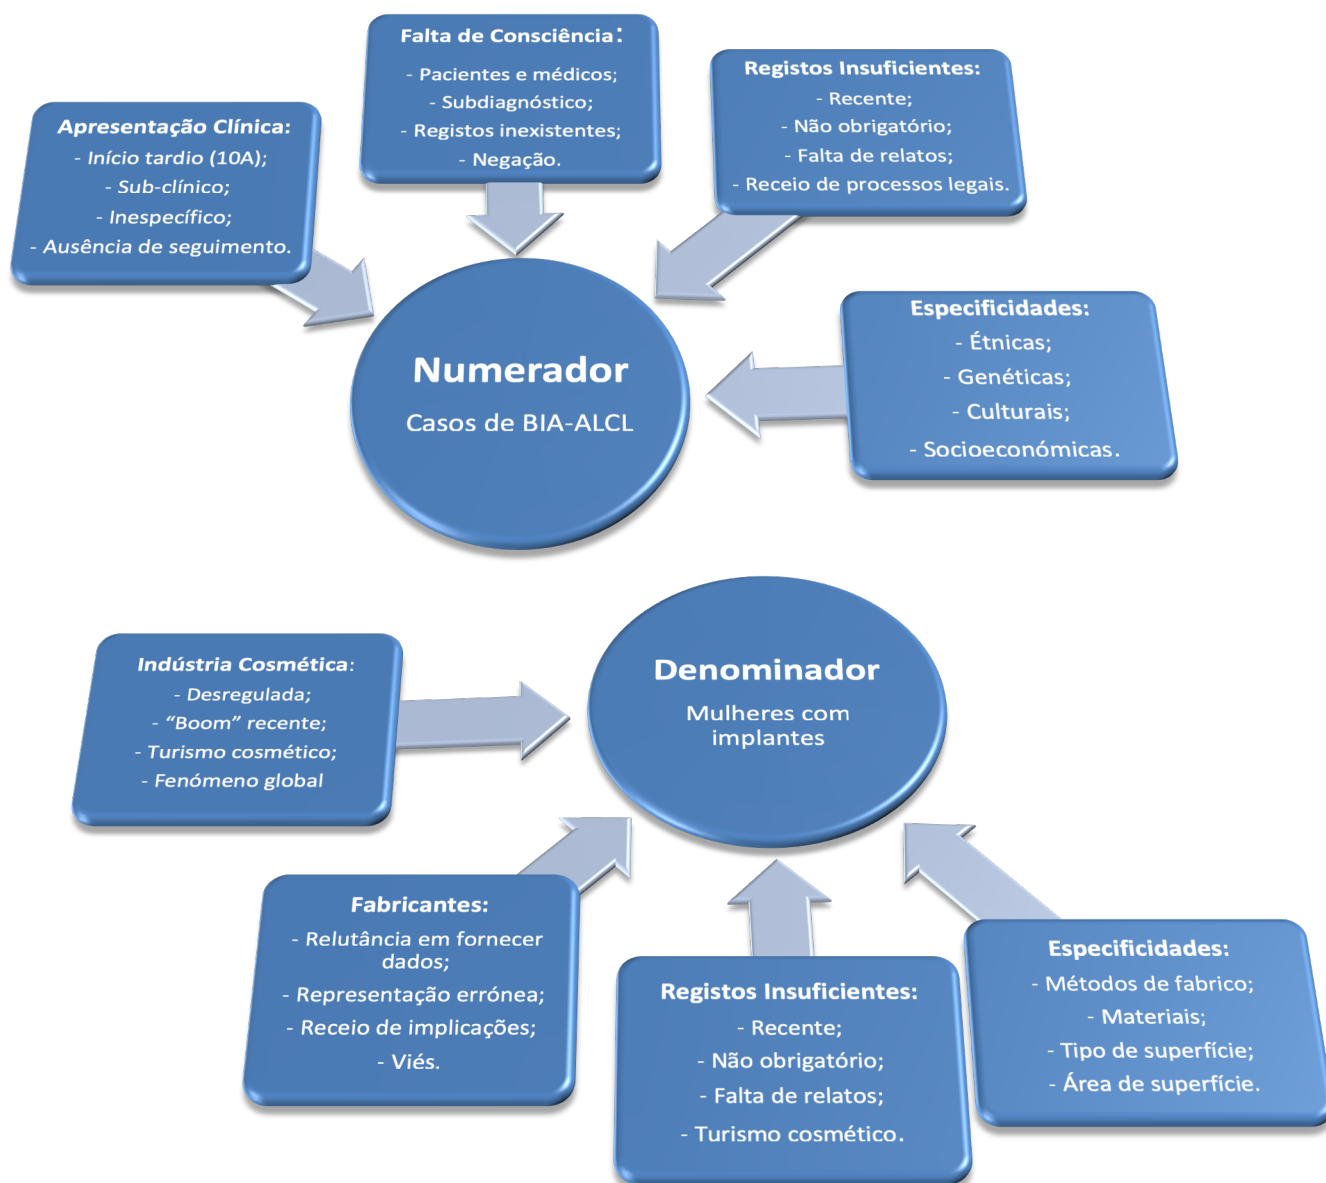 Falta de Consciência:
- Pacientes e médicos;
- Subdiagnóstico;
- Registos inexistentes;
- Negação.
Registos Insuficientes:
- Recente;
- Não obrigatório;
- Falta de relatos;
- Receio de processos legais.
Apresentação Clínica:
- Início tardio (10A);
- Sub-clínico;
- Inespecífico;
- Ausência de seguimento.
Especificidades:
- Étnicas;
- Genéticas;
- Culturais;
- Socioeconómicas.
Numerador
Casos de BIA-ALCL
Denominador
Mulheres com
implantes
Indústria Cosmética:
- Desregulada;
- “Boom” recente;
- Turismo cosmético;
- Fenómeno global
Fabricantes:
- Relutância em fornecer
dados;
- Representação errónea;
- Receio de implicações;
- Viés.
Registos Insuficientes:
- Recente;
- Não obrigatório;
- Falta de relatos;
- Turismo cosmético.
Especificidades:
- Métodos de fabrico;
- Materiais;
- Tipo de superfície;
- Área de superfície.